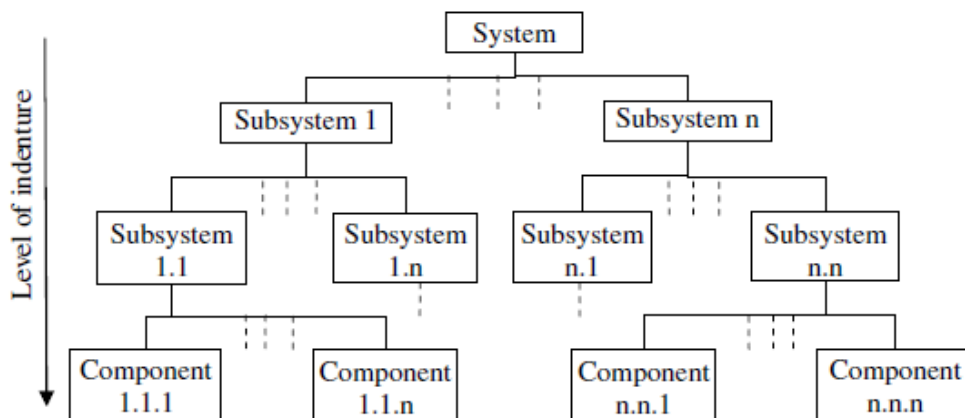 System
Subsystem 1
Subsystem n
Level of indenture
Subsystem
1.1
Subsystem
1.n
Subsystem
n.1
Subsystem
n.n
Component
1.1.1
Component
1.1.n
Component
n.n.1
Component
n.n.n